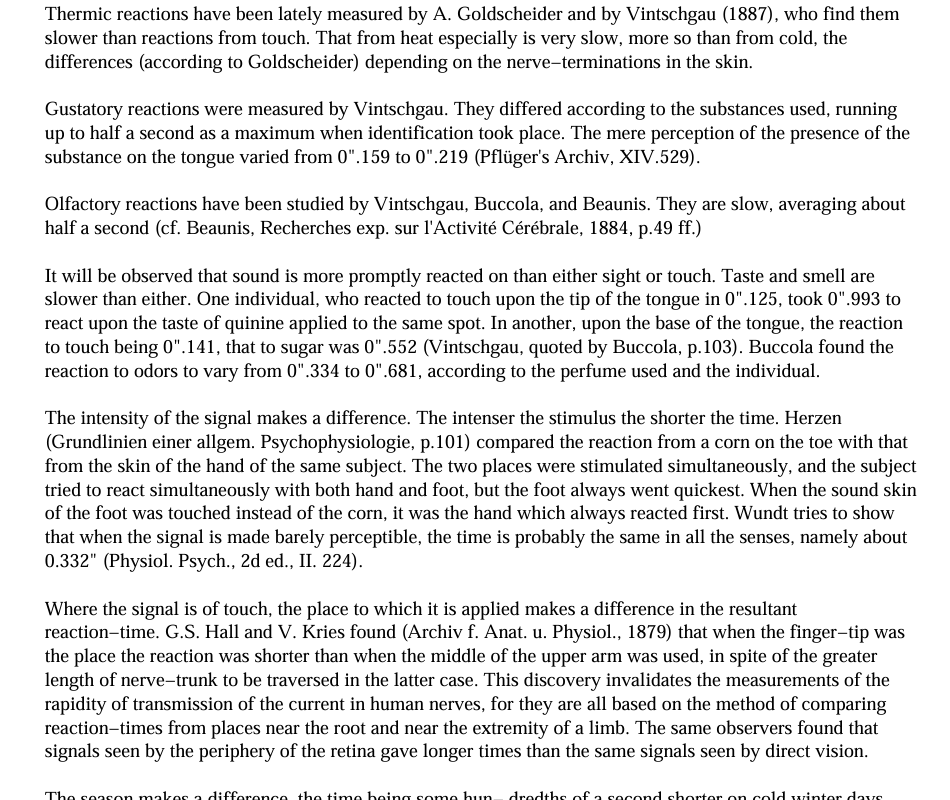 Thermic reactions have been lately measured by A. Goldscheider and by Vintschgau (1887), who find them
slower than reactions from touch. That from heat especially is very slow, more so than from cold, the
differences (according to Goldscheider) depending on the nerve−terminations in the skin.
Gustatory reactions were measured by Vintschgau. They differed according to the substances used, running
up to half a second as a maximum when identification took place. The mere perception of the presence of the
substance on the tongue varied from 0".159 to 0".219 (Pflüger's Archiv, XIV.529).
Olfactory reactions have been studied by Vintschgau, Buccola, and Beaunis. They are slow, averaging about
half a second (cf. Beaunis, Recherches exp. sur l'Activité Cérébrale, 1884, p.49 ff.)
It will be observed that sound is more promptly reacted on than either sight or touch. Taste and smell are
slower than either. One individual, who reacted to touch upon the tip of the tongue in 0".125, took 0".993 to
react upon the taste of quinine applied to the same spot. In another, upon the base of the tongue, the reaction
to touch being 0".141, that to sugar was 0".552 (Vintschgau, quoted by Buccola, p.103). Buccola found the
reaction to odors to vary from 0".334 to 0".681, according to the perfume used and the individual.
The intensity of the signal makes a difference. The intenser the stimulus the shorter the time. Herzen
(Grundlinien einer allgem. Psychophysiologie, p.101) compared the reaction from a corn on the toe with that
from the skin of the hand of the same subject. The two places were stimulated simultaneously, and the subject
tried to react simultaneously with both hand and foot, but the foot always went quickest. When the sound skin
of the foot was touched instead of the corn, it was the hand which always reacted first. Wundt tries to show
that when the signal is made barely perceptible, the time is probably the same in all the senses, namely about
0.332" (Physiol. Psych., 2d ed., II. 224).
Where the signal is of touch, the place to which it is applied makes a difference in the resultant
reaction−time. G.S. Hall and V. Kries found (Archiv f. Anat. u. Physiol., 1879) that when the finger−tip was
the place the reaction was shorter than when the middle of the upper arm was used, in spite of the greater
length of nerve−trunk to be traversed in the latter case. This discovery invalidates the measurements of the
rapidity of transmission of the current in human nerves, for they are all based on the method of comparing
reaction−times from places near the root and near the extremity of a limb. The same observers found that
signals seen by the periphery of the retina gave longer times than the same signals seen by direct vision.
The season makes a difference, the time being some hun− dredths of a second shorter on cold winter days